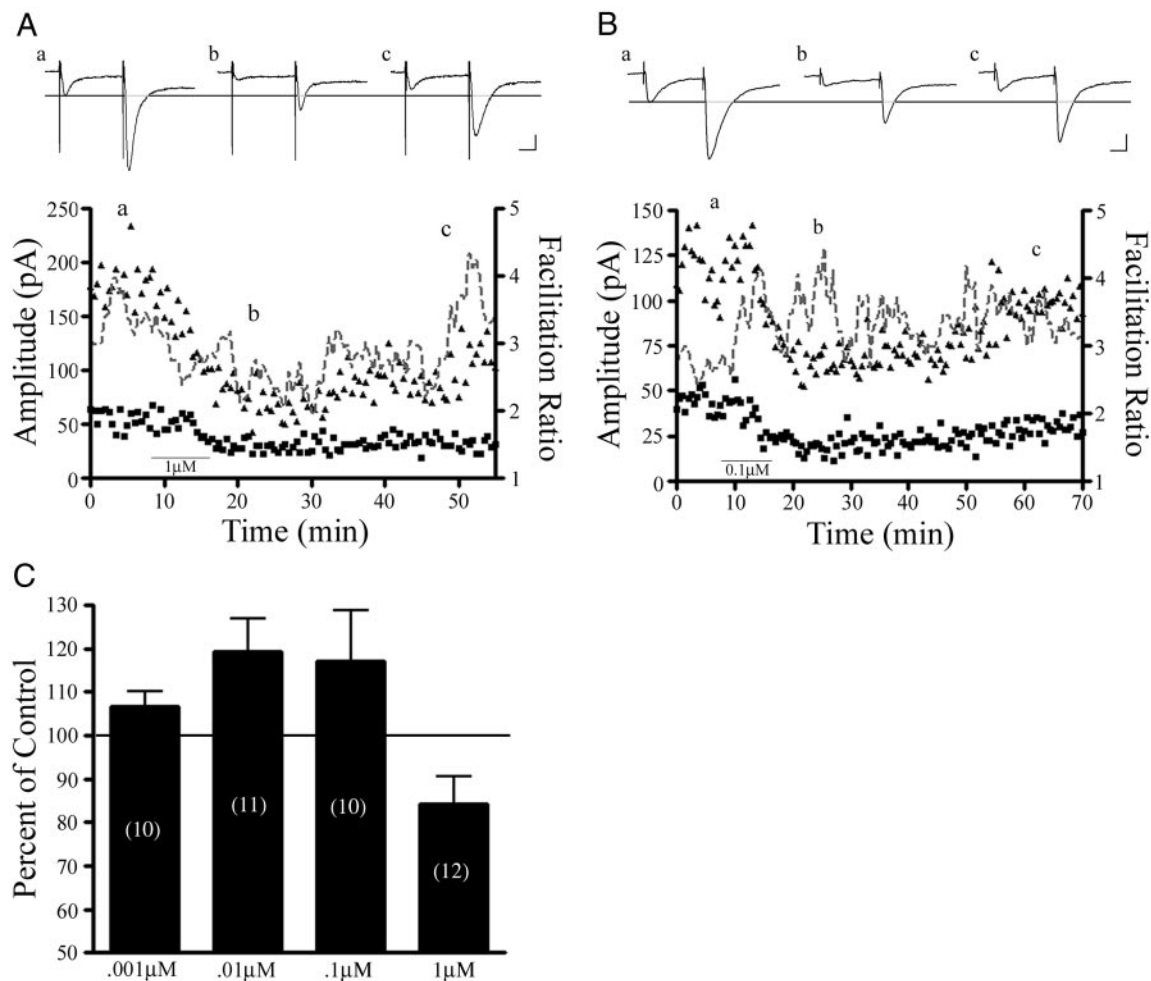 A
a
b
c
250
200
150
100
50
0
Amplitude (pA)
a
b
c
1µM
5
4
3
2
1
Facilitation Ratio
0
10
20
30
40
50
Time (min)
B
a
b
c
150
125
100
75
50
25
0
Amplitude (pA)
a
b
c
0.1µM
5
4
3
2
1
Facilitation Ratio
0
10
20
30
40
50
60
70
Time (min)
C
130
120
110
100
90
80
70
60
50
Percent of Control
(10)
(11)
(10)
(12)
.001µM
.01µM
.1µM
1µM